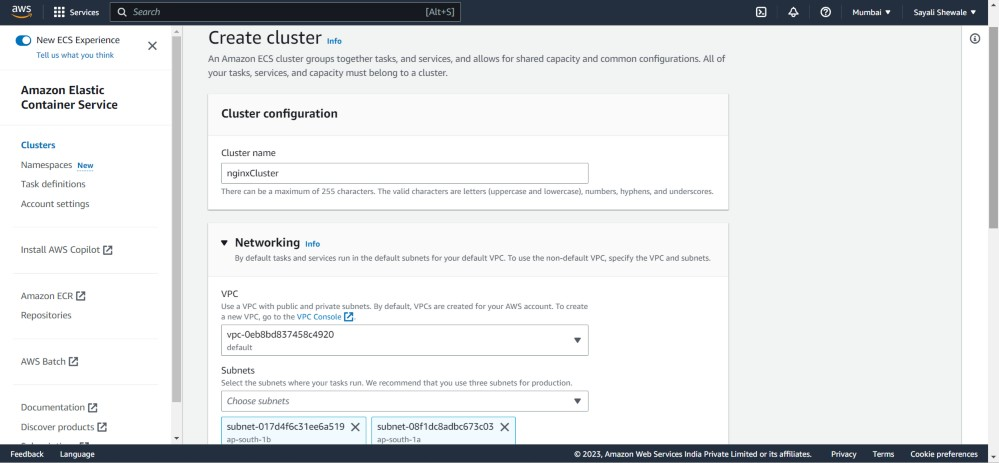 aws
Services
Search
[Alt+S]
Mumbai
Sayali Shewale
New ECS Experience
Tell us what you think
Amazon Elastic
Container Service
Clusters
Namespaces New
Task definitions
Account settings
Install AWS Copilot
Amazon ECR
Repositories
AWS Batch
Documentation
Discover products
Create cluster Info
An Amazon ECS cluster groups together tasks, and services, and allows for shared capacity and common configurations. All of
your tasks, services, and capacity must belong to a cluster.
Cluster configuration
Cluster name
nginxCluster
There can be a maximum of 255 characters. The valid characters are letters (uppercase and lowercase), numbers, hyphens, and underscores.
Networking Info
By default tasks and services run in the default subnets for your default VPC. To use the non-default VPC, specify the VPC and subnets.
VPC
Use a VPC with public and private subnets. By default, VPCs are created for your AWS account. To create
a new VPC, go to the VPC Console.
vpc-0eb8bd837458c4920
default
Subnets
Select the subnets where your tasks run. We recommend that you use three subnets for production.
Choose subnets
subnet-017d4f6c31ee6a519
ap-south-1b
subnet-08f1dc8adbc673c03
ap-south-1a
Feedback
Language
© 2023, Amazon Web Services India Private Limited or its affiliates.
Privacy
Terms
Cookie preferences